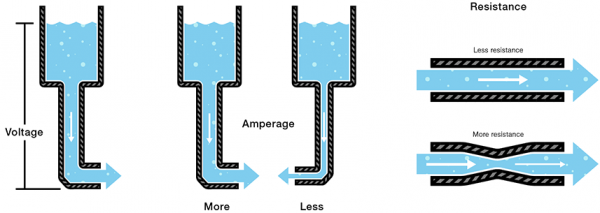 Resistance
Less resistance
Voltage
Amperage
More resistance
More
Less